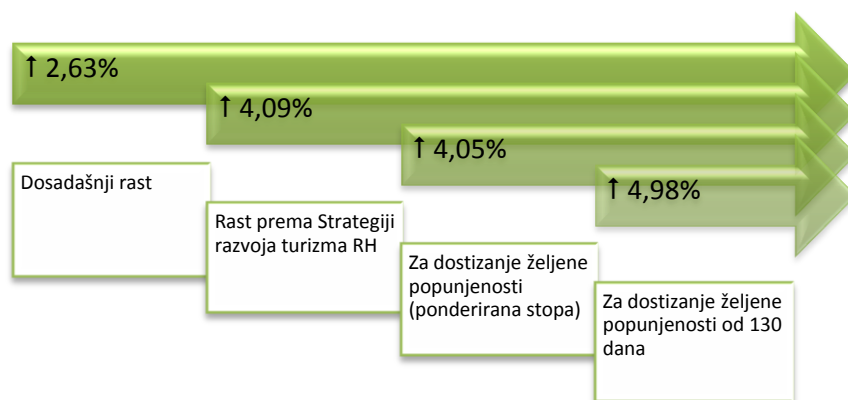 ↑ 2,63%
↑ 4,09%
↑ 4,05%
↑ 4,98%
Dosadašnji rast
Rast prema Strategiji
razvoja turizma RH
Za dostizanje željene
popunjenosti
(ponderirana stopa)
Za dostizanje željene
popunjenosti od 130
dana